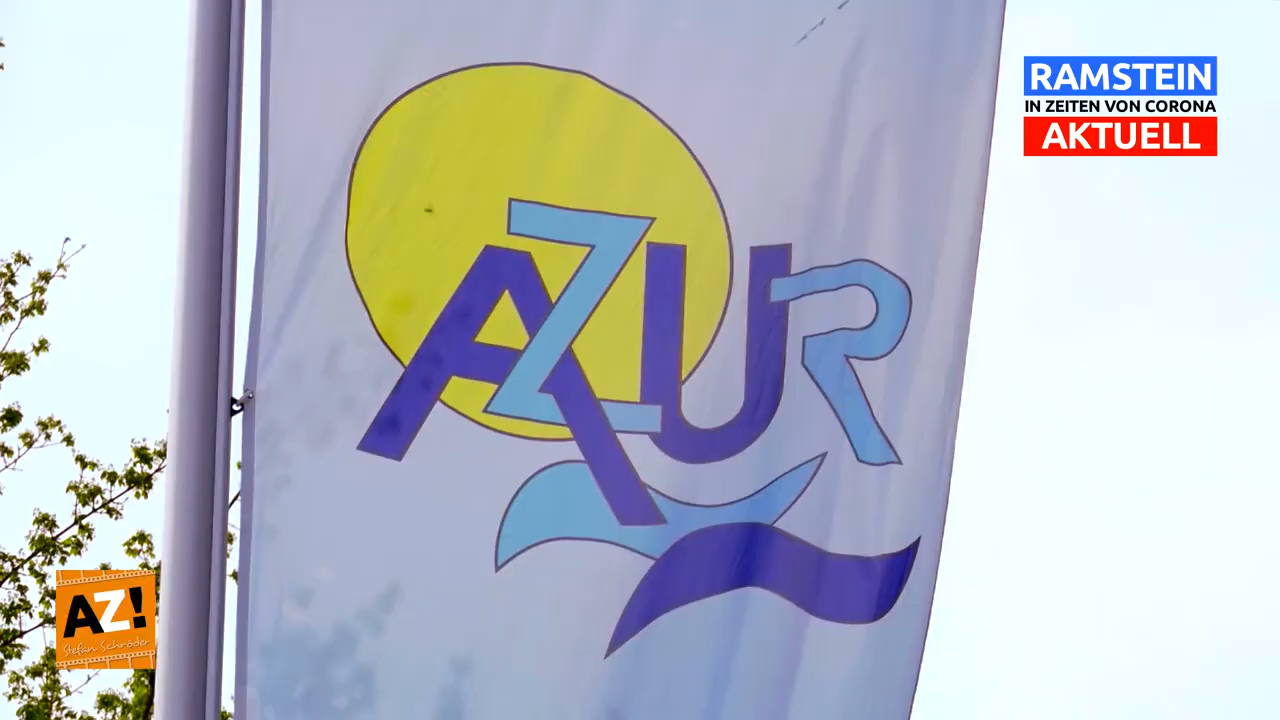 RAMSTEIN
IN ZEITEN VON CORONA
AKTUELL
AZUR
AZ!
Stefan Schröder